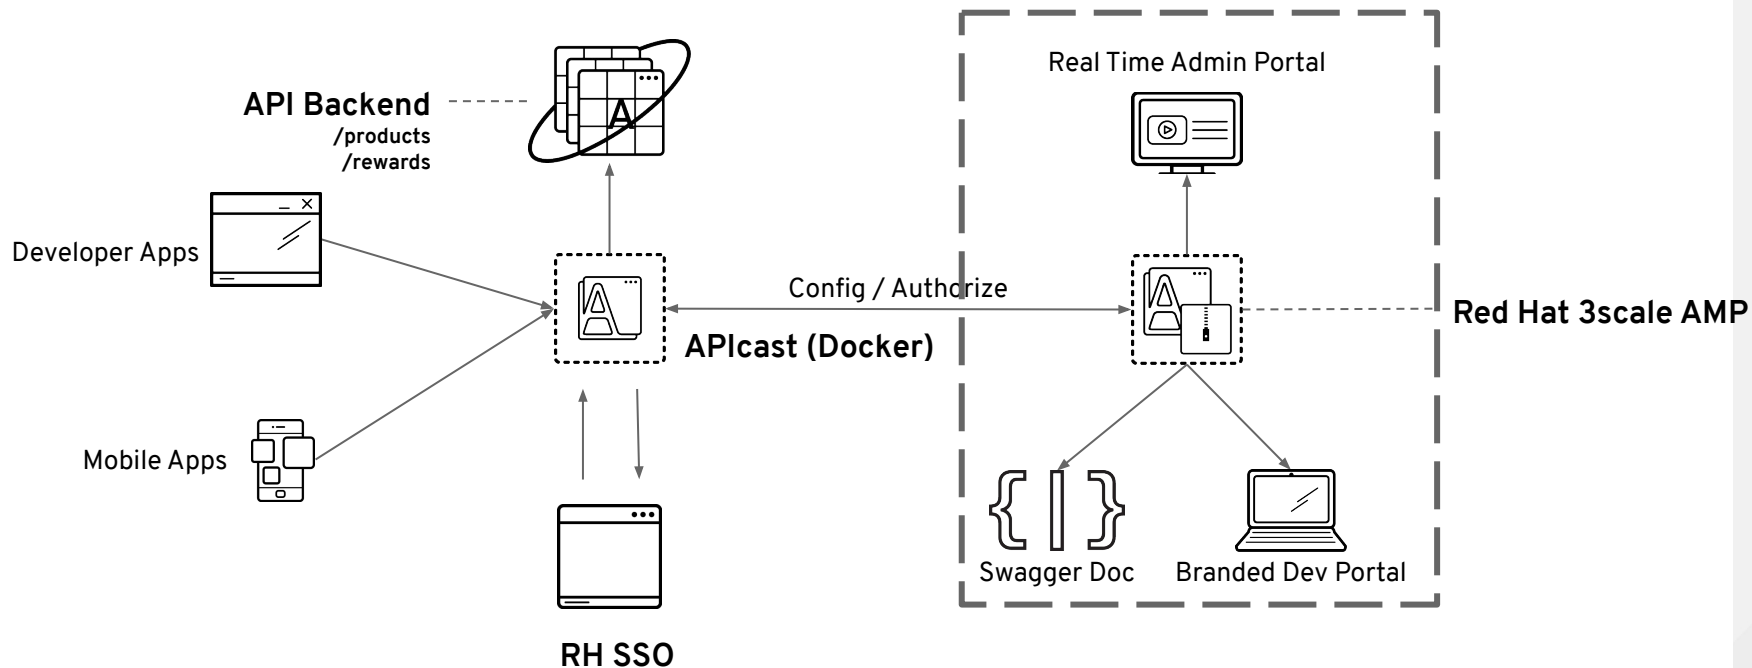 Real Time Admin Portal
API Backend
/products
/rewards
A
Developer Apps
Config / Authorize
Red Hat 3scale AMP
APIcast (Docker)
Mobile Apps
Swagger Doc
Branded Dev Portal
RH SSO